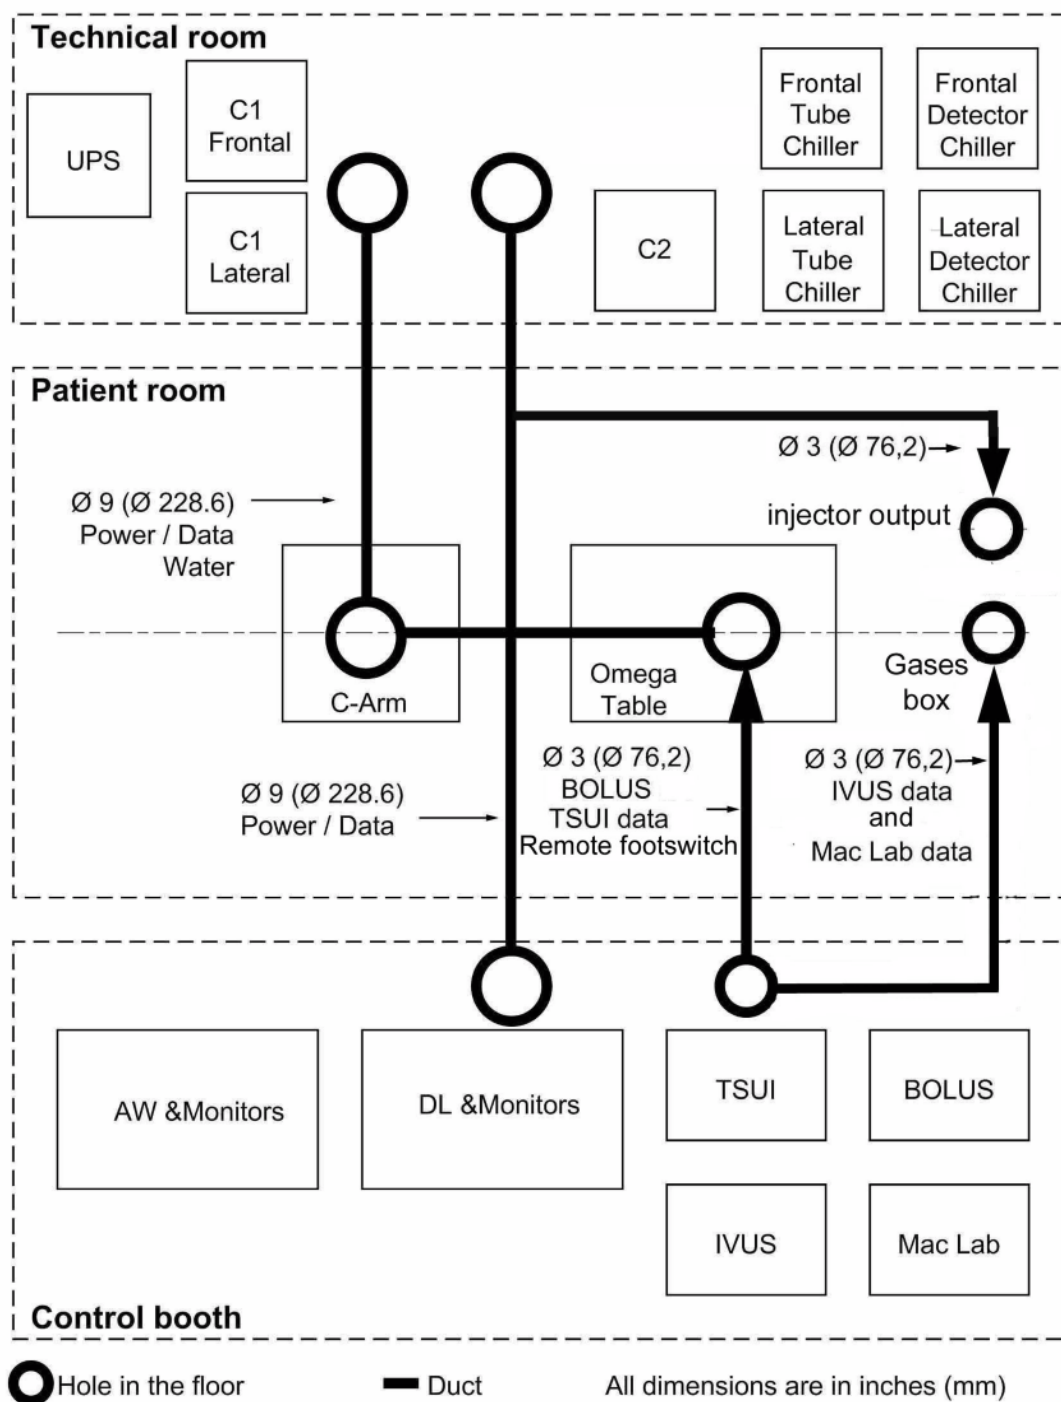 Technical room
UPS
C1
Frontal
C1
Lateral
C2
Frontal
Tube
Chiller
Frontal
Detector
Chiller
Lateral
Tube
Chiller
Lateral
Detector
Chiller
Patient room
Ø 3 (Ø 76,2)
injector output
Ø 9 (Ø 228.6)
Power / Data
Water
C-Arm
Omega
Table
Gases
box
Ø 9 (Ø 228.6)
Power / Data
Ø 3 (Ø 76,2)
BOLUS
TSUI data
Remote footswitch
Ø 3 (Ø 76,2)
IVUS data
and
Mac Lab data
AW &Monitors
DL &Monitors
TSUI
BOLUS
IVUS
Mac Lab
Control booth
Hole in the floor
Duct
All dimensions are in inches (mm)